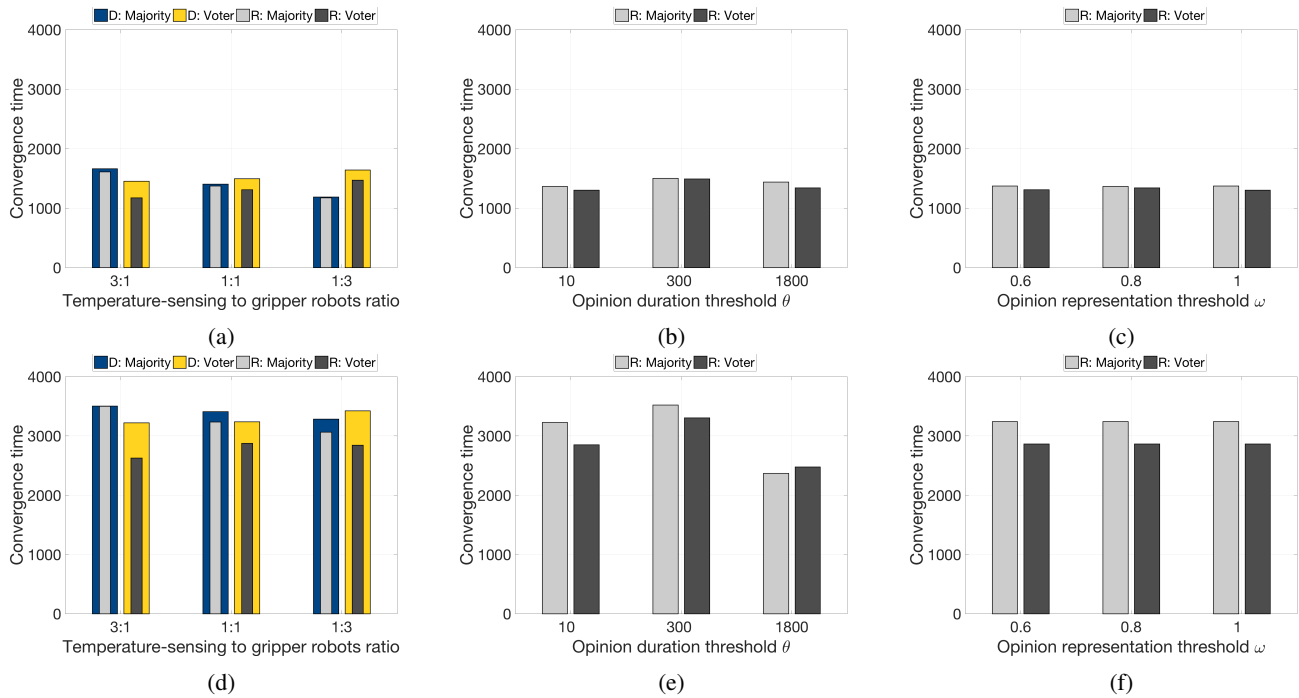 D: Majority D: Voter R: Majority R: Voter
4000
3000
2000
1000
0
Convergence time
3:1 1:1 1:3
Temperature-sensing to gripper robots ratio
(a)
R: Majority R: Voter
4000
3000
2000
1000
0
Convergence time
10 300 1800
Opinion duration threshold θ
(b)
R: Majority R: Voter
4000
3000
2000
1000
0
Convergence time
0.6 0.8 1
Opinion representation threshold ω
(c)
D: Majority D: Voter R: Majority R: Voter
4000
3000
2000
1000
0
Convergence time
3:1 1:1 1:3
Temperature-sensing to gripper robots ratio
(d)
R: Majority R: Voter
4000
3000
2000
1000
0
Convergence time
10 300 1800
Opinion duration threshold θ
(e)
R: Majority R: Voter
4000
3000
2000
1000
0
Convergence time
0.6 0.8 1
Opinion representation threshold ω
(f)